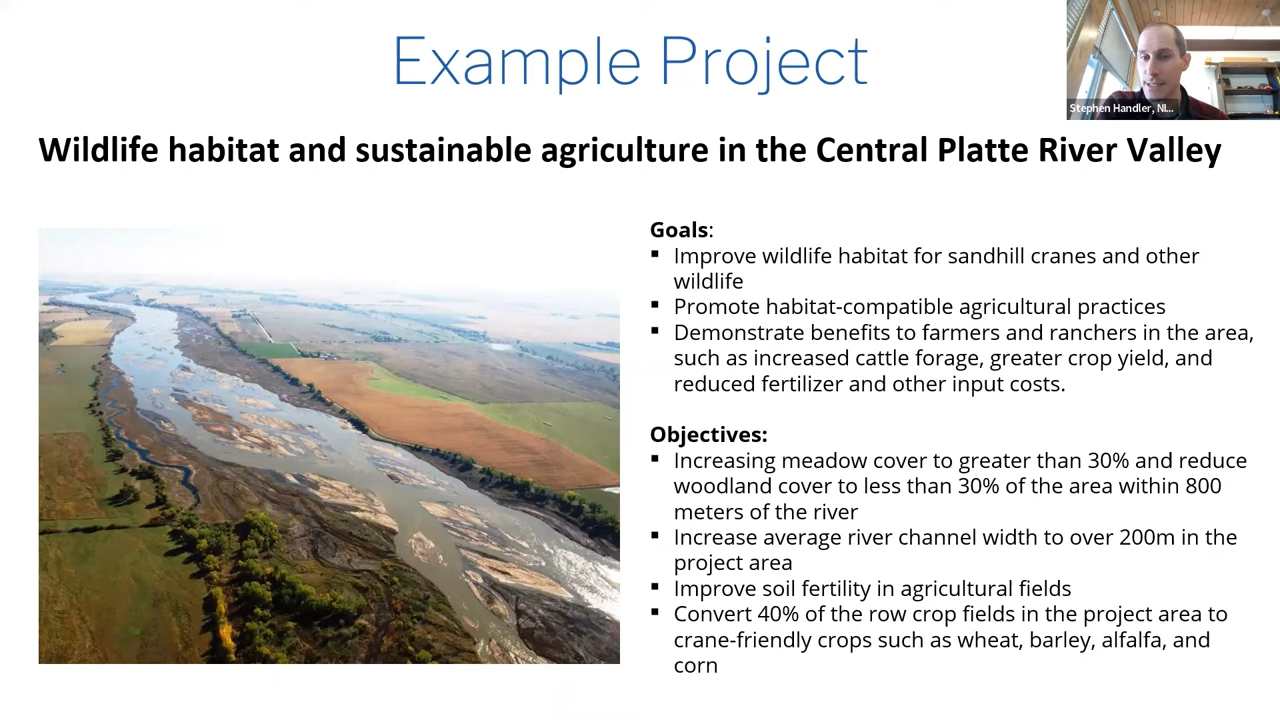 Example Project
Stephen Handler, NI...
Wildlife habitat and sustainable agriculture in the Central Platte River Valley
Goals:
▪ Improve wildlife habitat for sandhill cranes and other
wildlife
▪ Promote habitat-compatible agricultural practices
▪ Demonstrate benefits to farmers and ranchers in the area,
such as increased cattle forage, greater crop yield, and
reduced fertilizer and other input costs.
Objectives:
▪ Increasing meadow cover to greater than 30% and reduce
woodland cover to less than 30% of the area within 800
meters of the river
▪ Increase average river channel width to over 200m in the
project area
▪ Improve soil fertility in agricultural fields
▪ Convert 40% of the row crop fields in the project area to
crane-friendly crops such as wheat, barley, alfalfa, and
corn